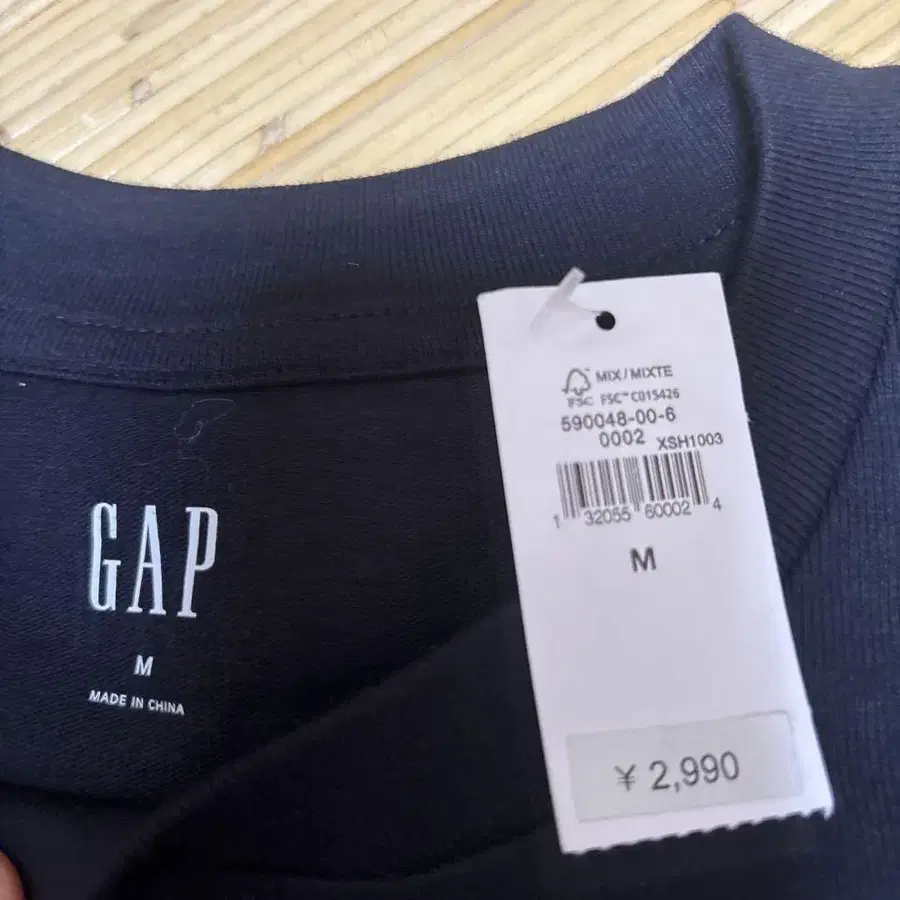 GAP
M
MADE IN CHINA
MIX/MIXTE
FSC FSC™ C015426
590048-00-6
0002 XSH1003
1 32055 60002 4
M
¥ 2,990